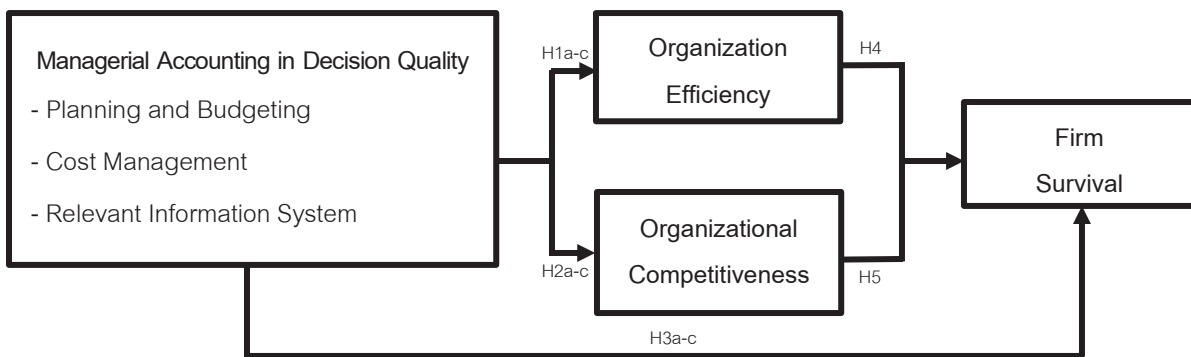 Managerial Accounting in Decision Quality
- Planning and Budgeting
- Cost Management
- Relevant Information System
H1a-c
H2a-c
Organization
Efficiency
Organizational
Competitiveness
H4
H5
Firm
Survival
H3a-c